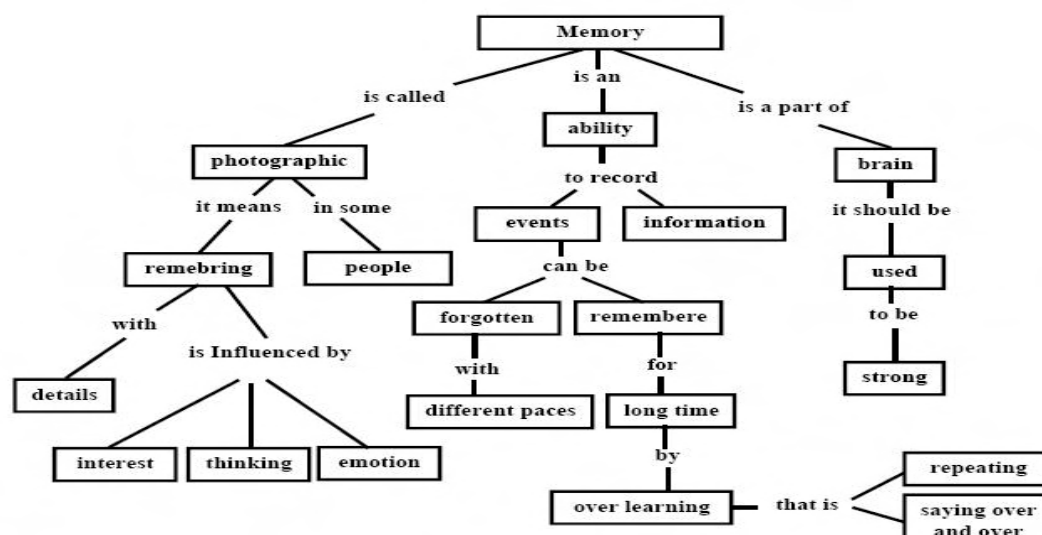 Memory
is called
is an
is a part of
photographic
ability
brain
it means
in some
to record
it should be
events
information
remebring
people
can be
used
with
is Influenced by
forgotten
remembere
to be
details
with
for
strong
different paces
long time
interest
thinking
emotion
by
over learning
that is
repeating
saying over
and over